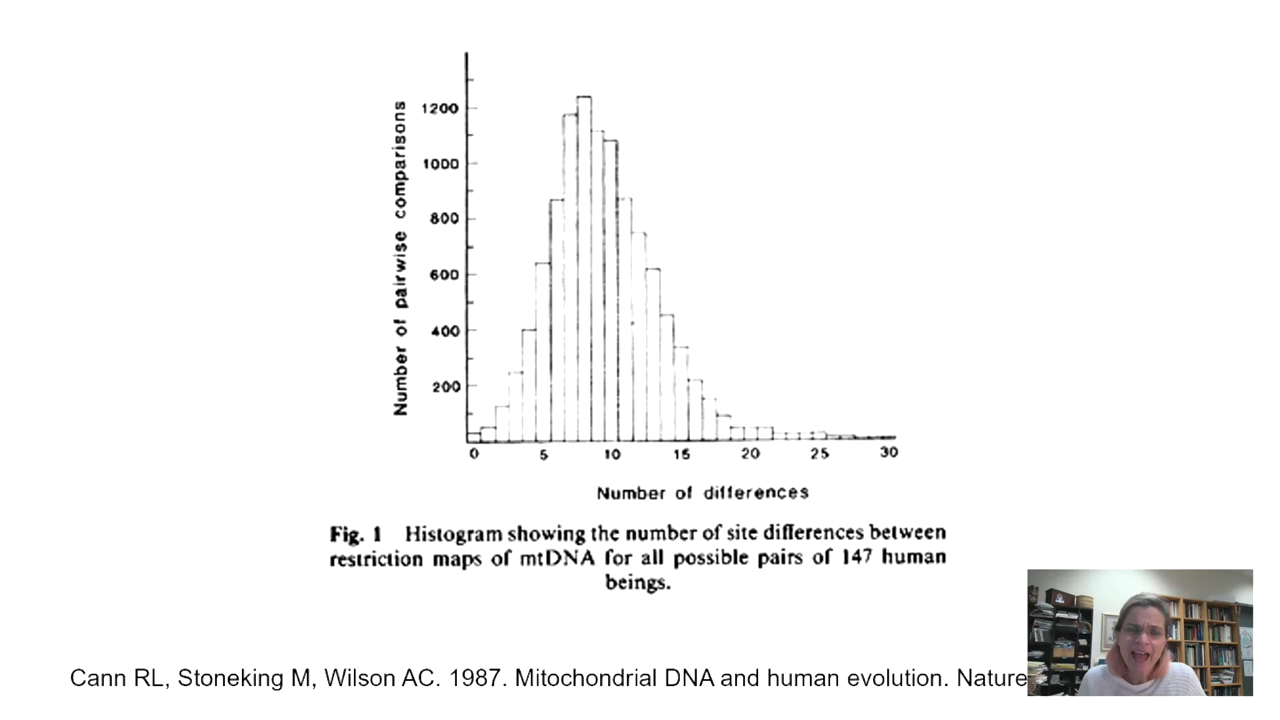 Number of pairwise comparisons
1200
1000
800
600
400
200
0 5 10 15 20 25 30
Number of differences
Fig. 1 Histogram showing the number of site differences between
restriction maps of mtDNA for all possible pairs of 147 human
beings.
Cann RL, Stoneking M, Wilson AC. 1987. Mitochondrial DNA and human evolution. Nature